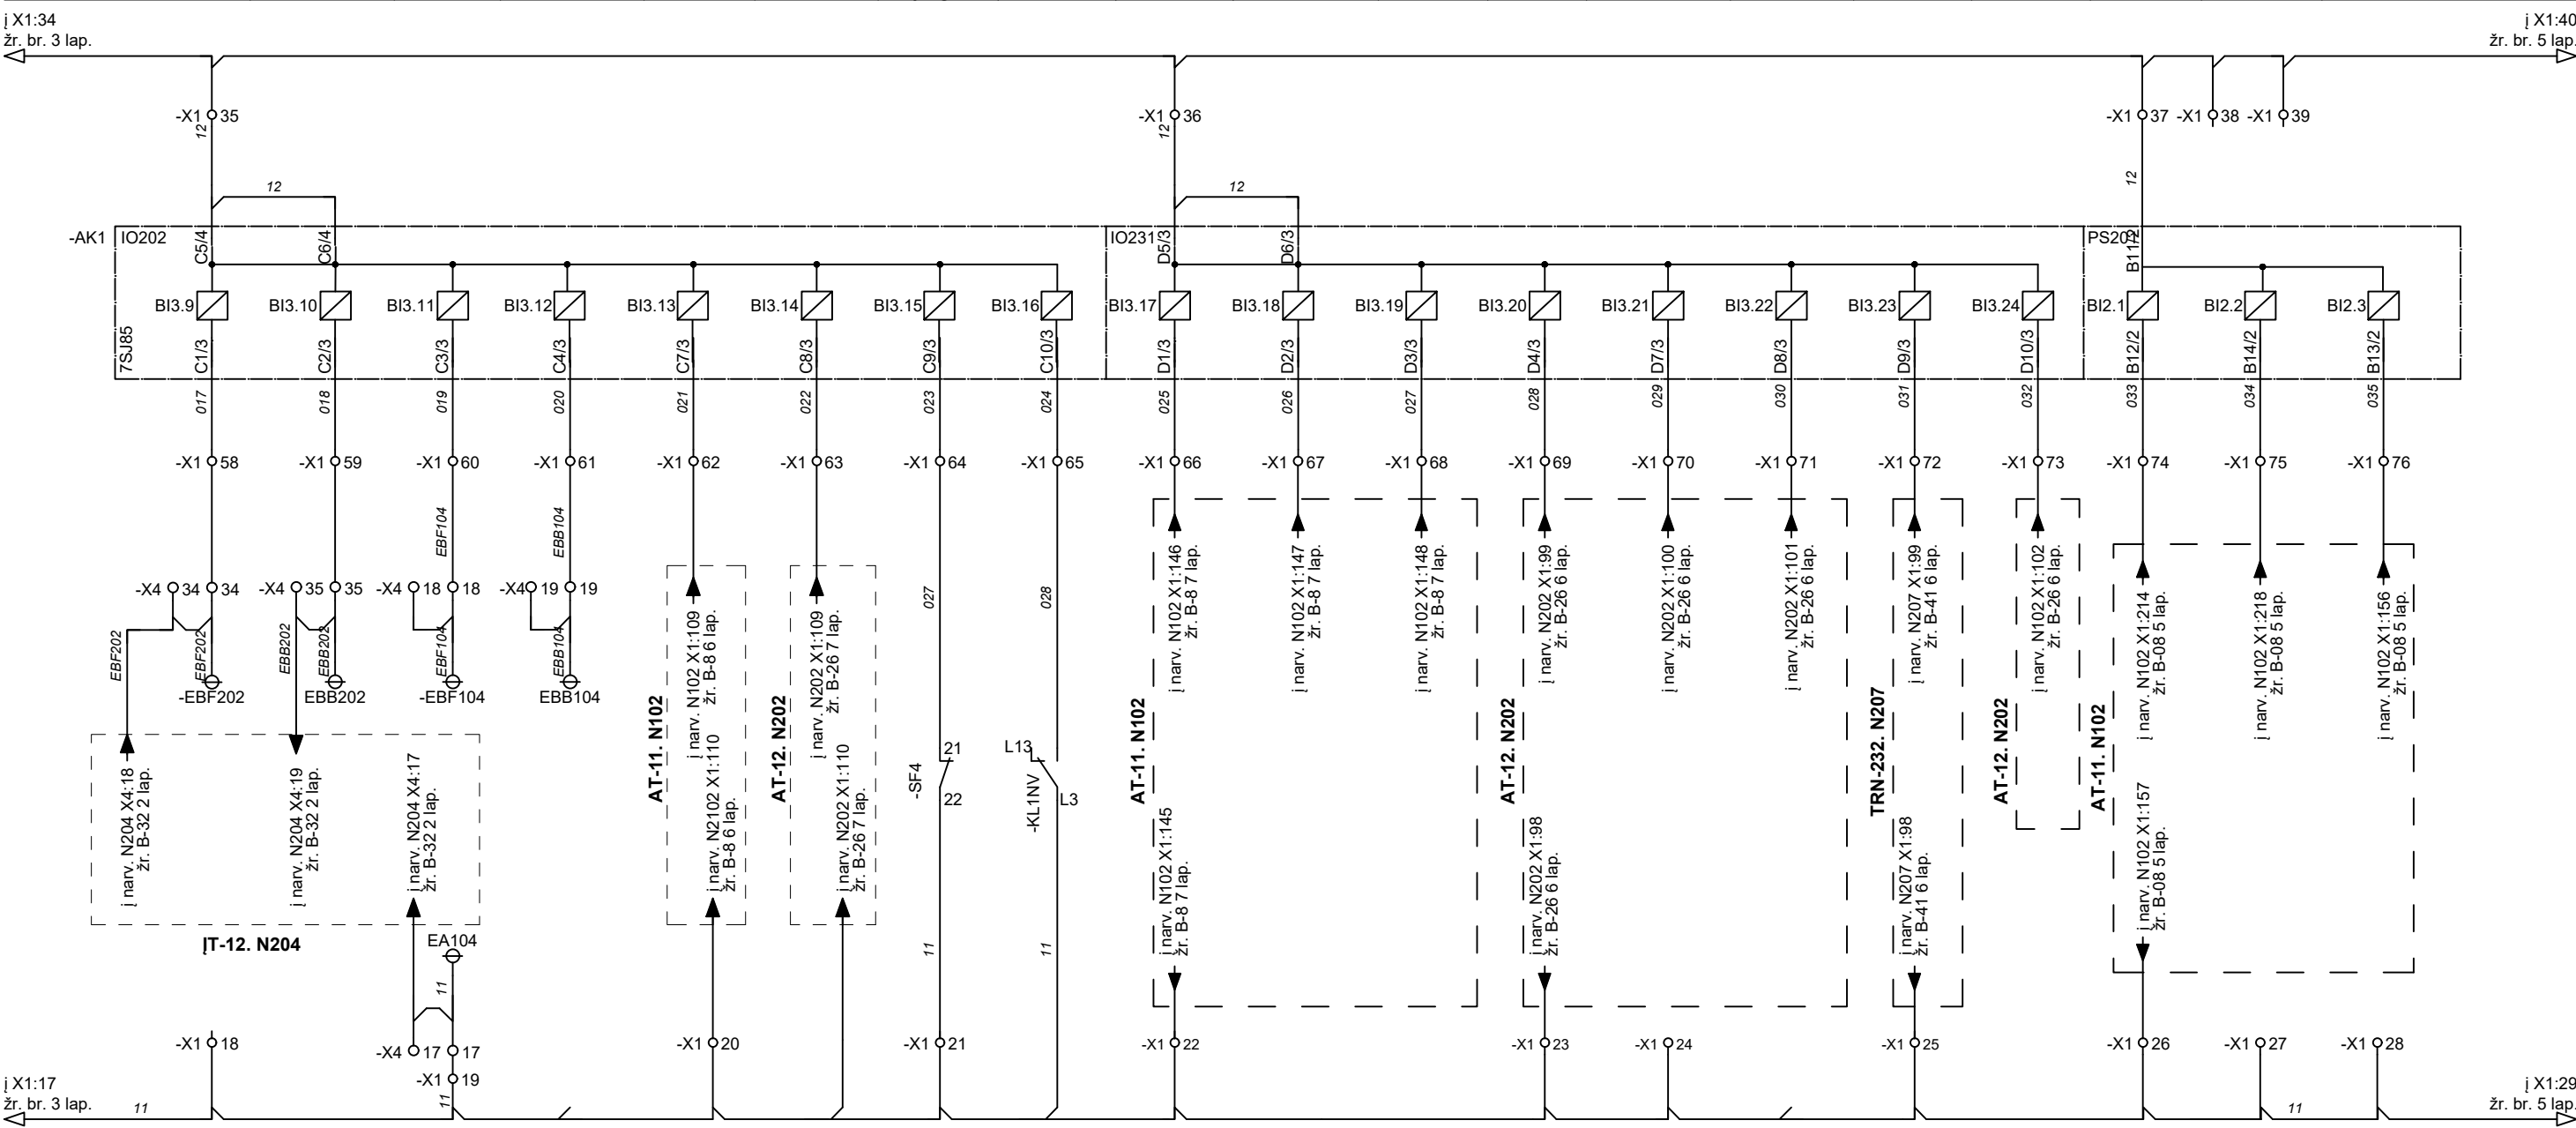 į X1:34
žr. br. 3 lap.
į X1:40
žr. br. 5 lap.
-X1 35
12
-X1 36
12
-X1 37 -X1 38 -X1 39
12
12
12
-AK1 IO202
7SJ85
C5/4
C6/4
IO231
D5/3
D6/3
PS201
B11/2
BI3.9 BI3.10 BI3.11 BI3.12 BI3.13 BI3.14 BI3.15 BI3.16 BI3.17 BI3.18 BI3.19 BI3.20 BI3.21 BI3.22 BI3.23 BI3.24 BI2.1 BI2.2 BI2.3
C1/3 C2/3 C3/3 C4/3 C7/3 C8/3 C9/3 C10/3 D1/3 D2/3 D3/3 D4/3 D7/3 D8/3 D9/3 D10/3 B12/2 B14/2 B13/2
017 018 019 020 021 022 023 024 025 026 027 028 029 030 031 032 033 034 035
-X1 58 -X1 59 -X1 60 -X1 61 -X1 62 -X1 63 -X1 64 -X1 65 -X1 66 -X1 67 -X1 68 -X1 69 -X1 70 -X1 71 -X1 72 -X1 73 -X1 74 -X1 75 -X1 76
EBF104
EBB104
-X4 34 34 -X4 35 35 -X4 18 18 -X4 19 19
EBF202
EBF202
EBB202
EBB202
EBF104
EBB104
-EBF202 EBB202 -EBF104 EBB104
į narv. N204 X4:18
žr. B-32 2 lap.
į narv. N204 X4:19
žr. B-32 2 lap.
į narv. N204 X4:17
žr. B-32 2 lap.
ĮT-12. N204
EA104
11
AT-11. N102
į narv. N102 X1:109
žr. B-8 6 lap.
į narv. N2102 X1:110
žr. B-8 6 lap.
AT-12. N202
į narv. N202 X1:109
žr. B-26 7 lap.
į narv. N202 X1:110
žr. B-26 7 lap.
027
-SF4
21
22
11
028
L13
-KL1NV
L3
11
AT-11. N102
į narv. N102 X1:146
žr. B-8 7 lap.
į narv. N102 X1:147
žr. B-8 7 lap.
į narv. N102 X1:148
žr. B-8 7 lap.
į narv. N102 X1:145
žr. B-8 7 lap.
AT-12. N202
į narv. N202 X1:99
žr. B-26 6 lap.
į narv. N202 X1:100
žr. B-26 6 lap.
į narv. N202 X1:101
žr. B-26 6 lap.
į narv. N202 X1:98
žr. B-26 6 lap.
TRN-232. N207
į narv. N207 X1:99
žr. B-41 6 lap.
į narv. N207 X1:98
žr. B-41 6 lap.
AT-12. N202
į narv. N102 X1:102
žr. B-26 6 lap.
AT-11. N102
į narv. N102 X1:214
žr. B-08 5 lap.
į narv. N102 X1:218
žr. B-08 5 lap.
į narv. N102 X1:156
žr. B-08 5 lap.
į narv. N102 X1:157
žr. B-08 5 lap.
-X1 18 -X4 17 17 -X1 20 -X1 21 -X1 22 -X1 23 -X1 24 -X1 25 -X1 26 -X1 27 -X1 28
-X1 19
11
į X1:17
žr. br. 3 lap.
11
11
į X1:29
žr. br. 5 lap.